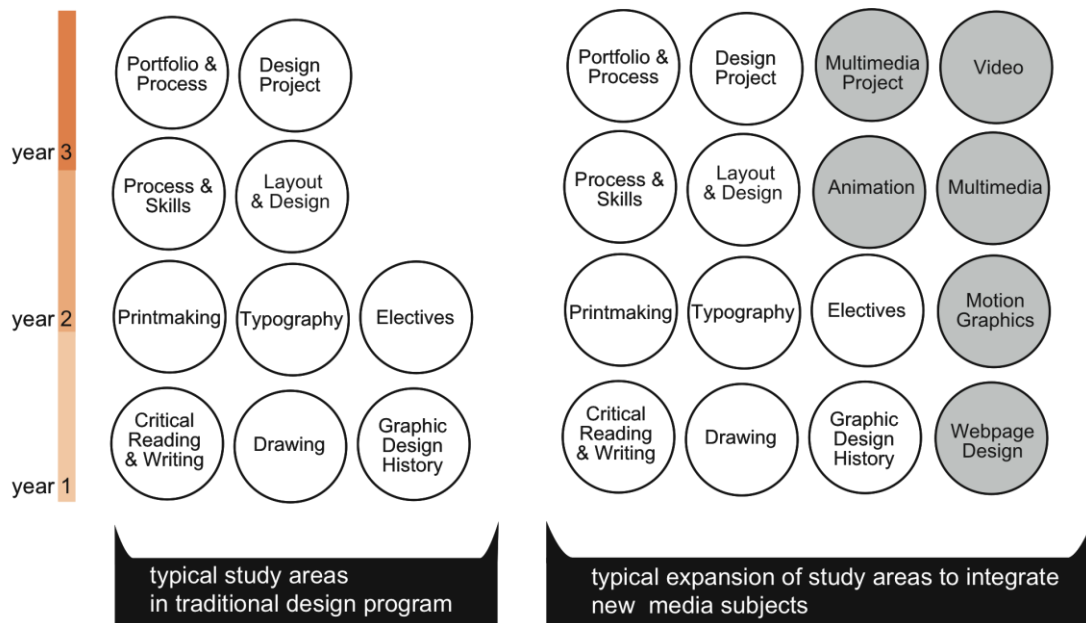 Portfolio &
Process
Design
Project
year 3
Process &
Skills
Layout
& Design
year 2
Printmaking
Typography
Electives
Critical
Reading
& Writing
Drawing
Graphic
Design
History
year 1
typical study areas
in traditional design program
Portfolio &
Process
Design
Project
Multimedia
Project
Video
Process &
Skills
Layout
& Design
Animation
Multimedia
Printmaking
Typography
Electives
Motion
Graphics
Critical
Reading
& Writing
Drawing
Graphic
Design
History
Webpage
Design
typical expansion of study areas to integrate
new media subjects